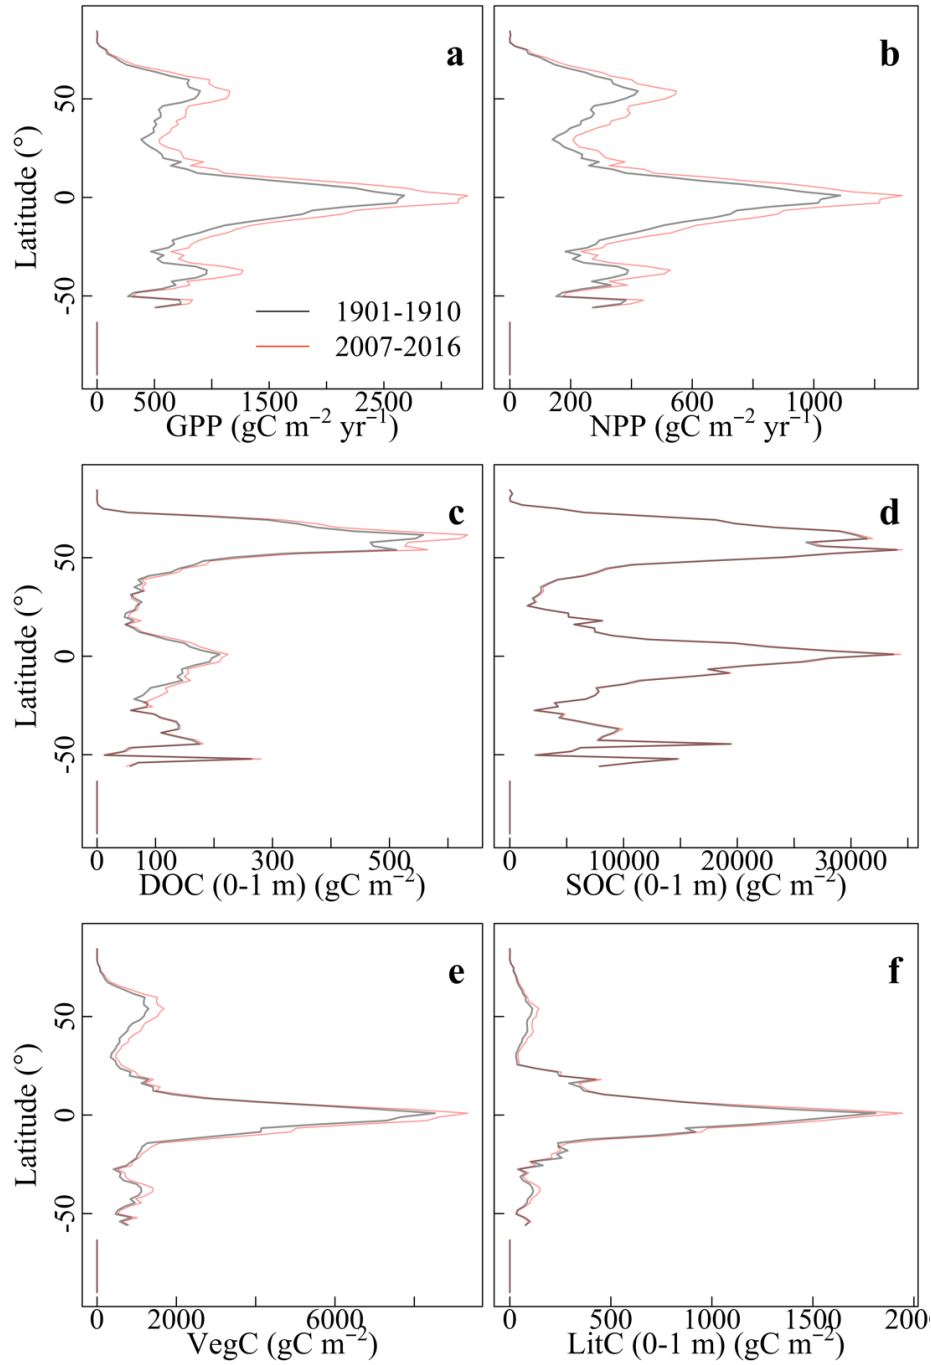 a
b
50
0
-50
Latitude (°)
1901-1910
2007-2016
0 500 1500 2500
GPP (gC m⁻² yr⁻¹)
200 600 1000
0
NPP (gC m⁻² yr⁻¹)
c
d
50
0
-50
Latitude (°)
0 100 300 500
DOC (0-1 m) (gC m⁻²)
0 10000 20000 30000
SOC (0-1 m) (gC m⁻²)
e
f
50
0
-50
Latitude (°)
0 2000 6000
VegC (gC m⁻²)
0 500 1000 1500 200
LitC (0-1 m) (gC m⁻²)